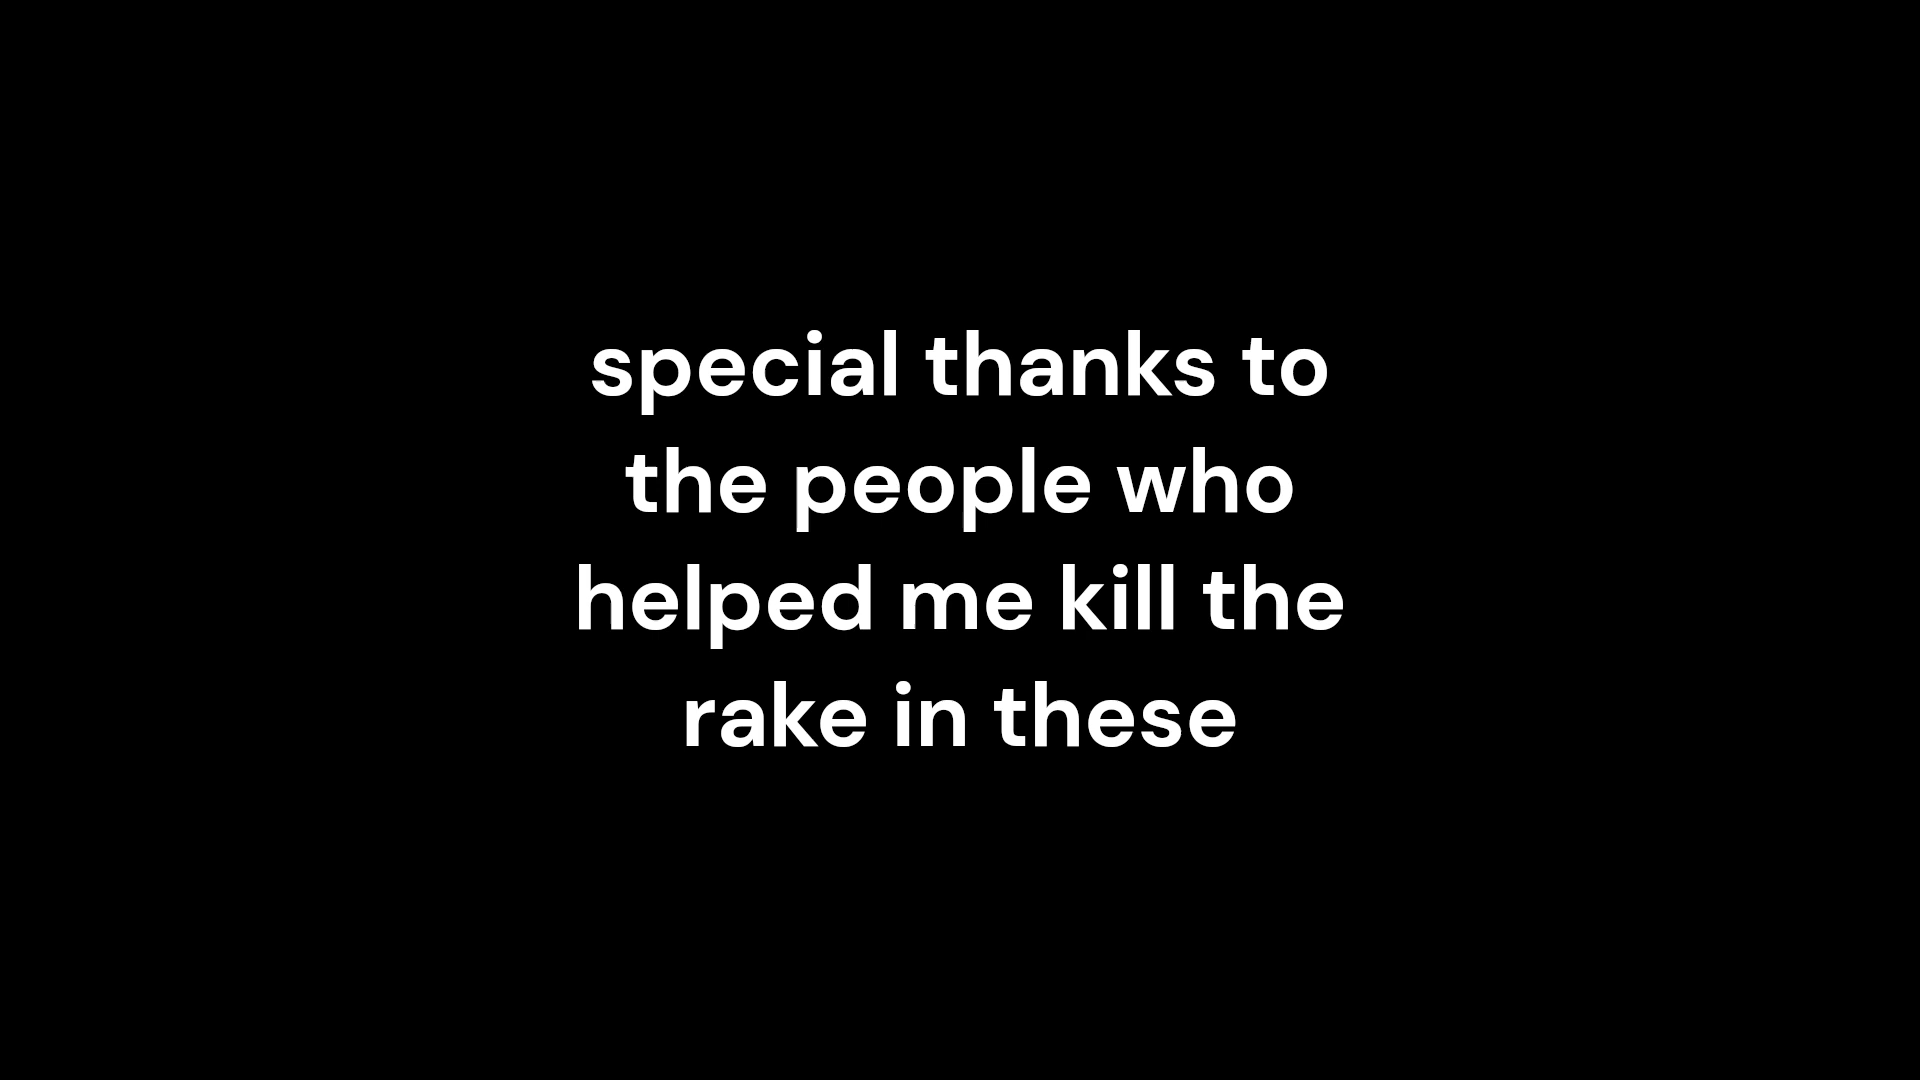 special thanks to
the people who
helped me kill the
rake in these